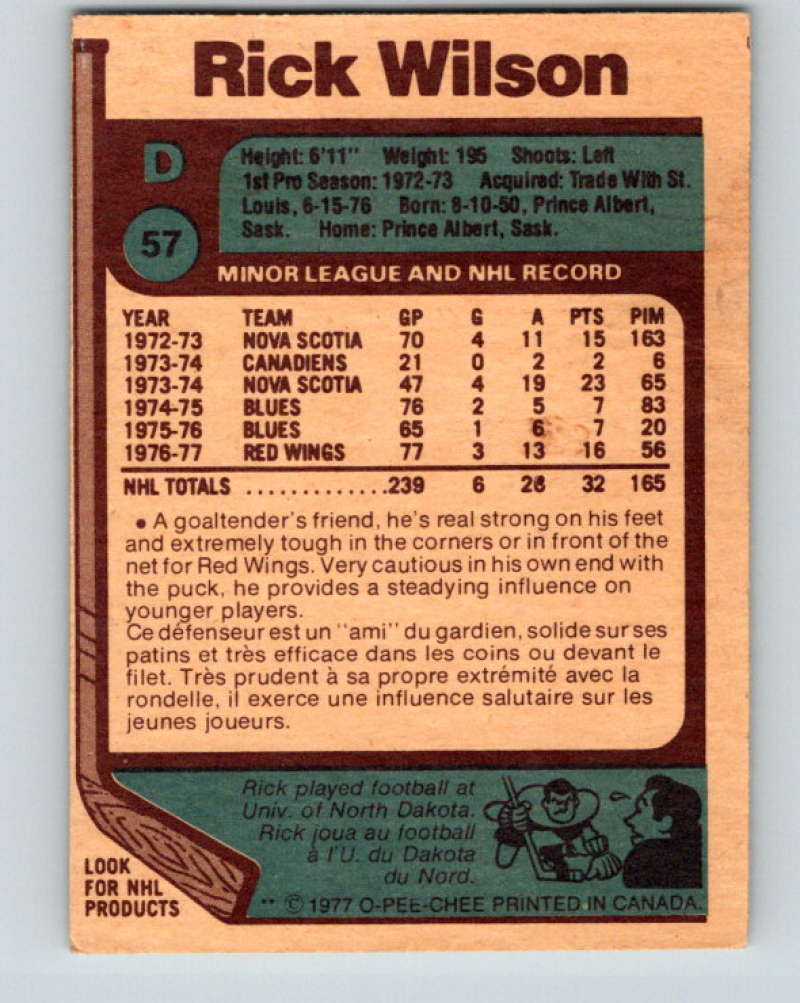 Rick Wilson
D
57
Height: 6'11" Weight: 195 Shoots: Left
1st Pro Season: 1972-73 Acquired: Trade With St.
Louis, 6-15-76 Born: 8-10-50, Prince Albert,
Sask. Home: Prince Albert, Sask.
MINOR LEAGUE AND NHL RECORD
YEAR TEAM GP G A PTS PIM
1972-73 NOVA SCOTIA 70 4 11 15 163
1973-74 CANADIENS 21 0 2 2 6
1973-74 NOVA SCOTIA 47 4 19 23 65
1974-75 BLUES 76 2 5 7 83
1975-76 BLUES 65 1 6 7 20
1976-77 RED WINGS 77 3 13 16 56
NHL TOTALS .............239 6 26 32 165
• A goaltender's friend, he's real strong on his feet
and extremely tough in the corners or in front of the
net for Red Wings. Very cautious in his own end with
the puck, he provides a steadying influence on
younger players.
Ce défenseur est un "ami" du gardien, solide sur ses
patins et très efficace dans les coins ou devant le
filet. Très prudent à sa propre extrémité avec la
rondelle, il exerce une influence salutaire sur les
jeunes joueurs.
Rick played football at
Univ. of North Dakota.
Rick joua au football
à l'U. du Dakota
du Nord.
LOOK
FOR NHL
PRODUCTS
** © 1977 O-PEE-CHEE PRINTED IN CANADA.